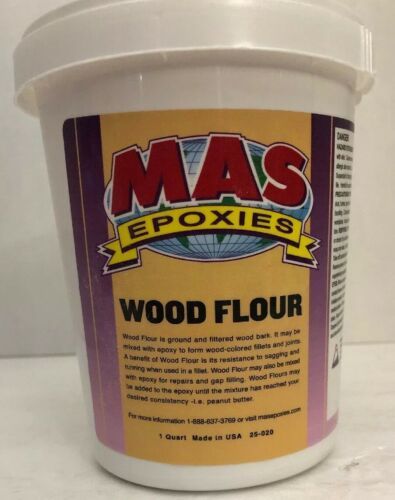 MAS
EPOXIES
WOOD FLOUR
Wood Flour is ground and filtered wood bark. It may be
mixed with epoxy to form wood-colored fillets and joints.
A benefit of Wood Flour is its resistance to sagging and
running when used in a fillet. Wood Flour may also be mixed
with epoxy for repairs and gap filling. Wood Flours may
be added to the epoxy until the mixture has reached your
desired consistency -i.e. peanut butter.
For more information 1-888-637-3769 or visit masepoxies.com
1 Quart Made in USA 25-020
DANGER